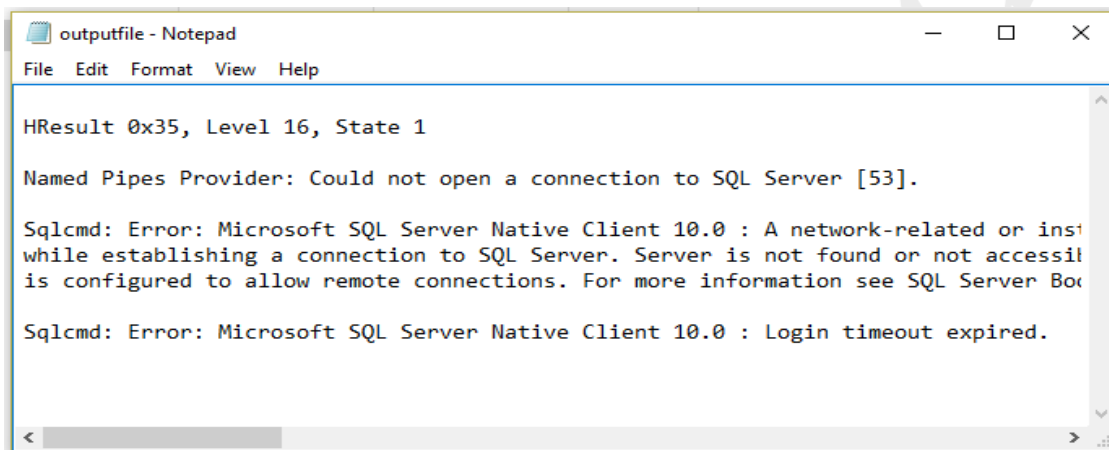 outputfile - Notepad
File Edit Format View Help
HResult 0x35, Level 16, State 1
Named Pipes Provider: Could not open a connection to SQL Server [53].
Sqlcmd: Error: Microsoft SQL Server Native Client 10.0 : A network-related or
while establishing a connection to SQL Server. Server is not found or not
is configured to allow remote connections. For more information see SQL Server
Sqlcmd: Error: Microsoft SQL Server Native Client 10.0 : Login timeout expired.